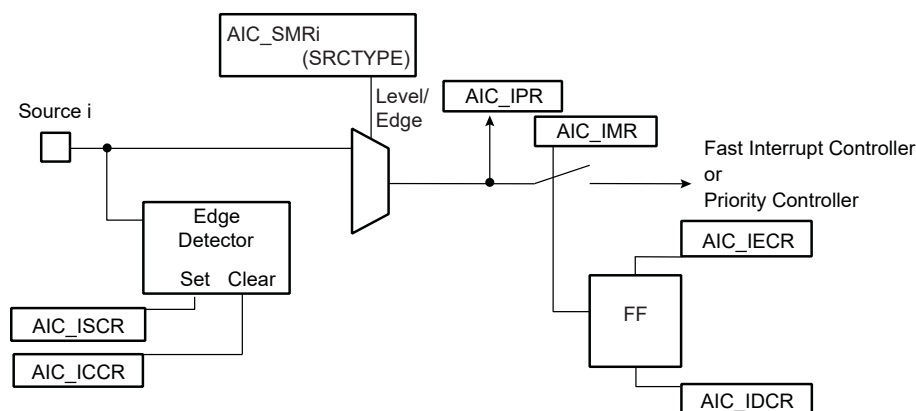 AIC_SMRi
(SRCTYPE)
Source i
Level/
Edge
AIC_IPR
AIC_IMR
Fast Interrupt Controller
or
Priority Controller
Edge
Detector
Set Clear
AIC_IECR
FF
AIC_ISCR
AIC_ICCR
AIC_IDCR